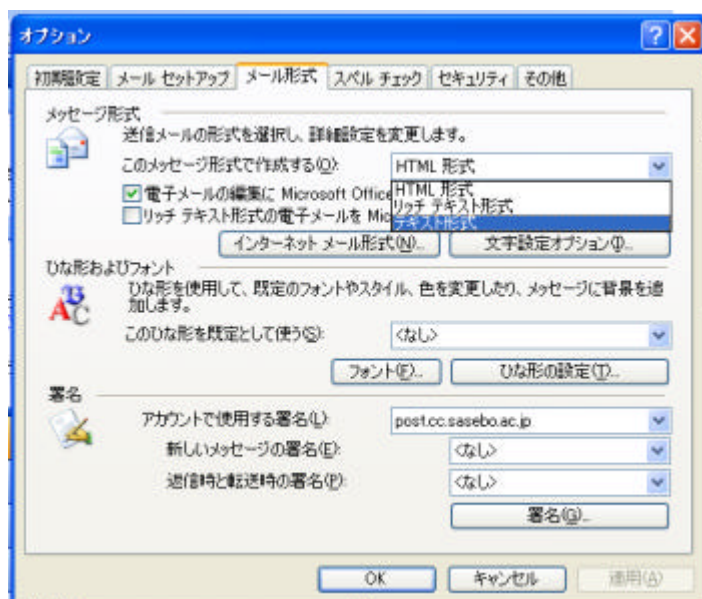 オプション
初期設定 メール セットアップ メール形式 スペル チェック セキュリティ その他
メッセージ形式
送信メールの形式を選択し、詳細設定を変更します。
このメッセージ形式で作成する(O): HTML 形式
電子メールの編集に Microsoft Office
HTML 形式
リッチ テキスト形式
テキスト形式
リッチ テキスト形式の電子メールを Mic
インターネット メール形式(N)... 文字設定オプション(I)...
ひな形およびフォント
ひな形を使用して、既定のフォントやスタイル、色を変更したり、メッセージに背景を追
加します。
このひな形を既定として使う(S): <なし>
フォント(F)... ひな形の設定(T)...
署名
アカウントで使用する署名(L): post.cc.sasebo.ac.jp
新しいメッセージの署名(E): <なし>
返信時と転送時の署名(P): <なし>
署名(G)...
OK キャンセル 適用(A)